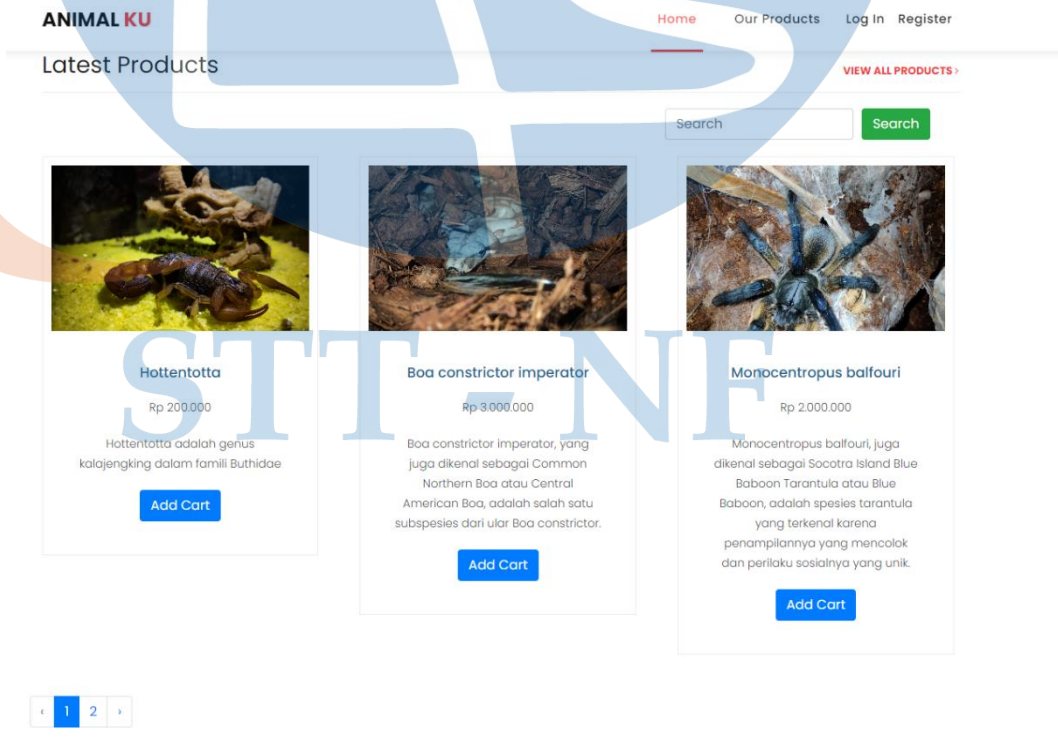 ANIMAL KU
Home Our Products Log In Register
Latest Products
VIEW ALL PRODUCTS ›
Search Search
Hottentotta
Rp 200.000
Hottentotta adalah genus
kalajengking dalam famili Buthidae
Add Cart
Boa constrictor imperator
Rp 3.000.000
Boa constrictor imperator, yang
juga dikenal sebagai Common
Northern Boa atau Central
American Boa, adalah salah satu
subspesies dari ular Boa constrictor.
Add Cart
Monocentropus balfouri
Rp 2.000.000
Monocentropus balfouri, juga
dikenal sebagai Socotra Island Blue
Baboon Tarantula atau Blue
Baboon, adalah spesies tarantula
yang terkenal karena
penampilannya yang mencolok
dan perilaku sosialnya yang unik.
Add Cart
STT - NF
‹ 1 2 ›